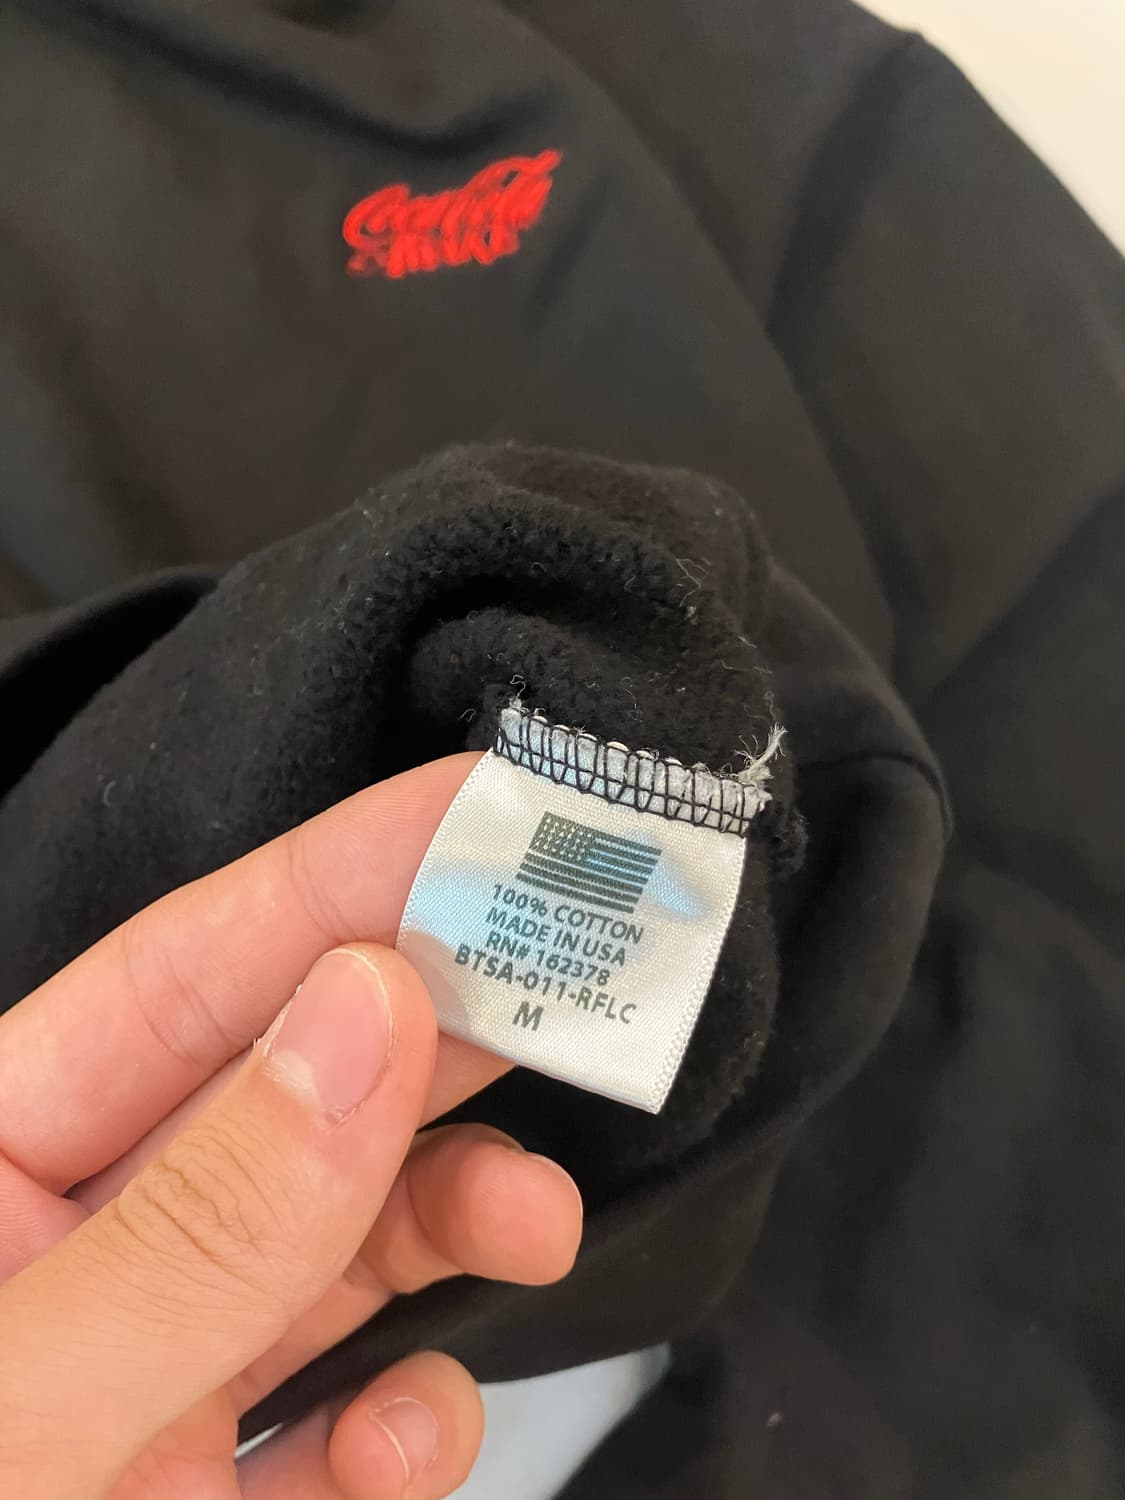 100% COTTON
MADE IN USA
RN# 162378
BTSA-011-RFLC
M